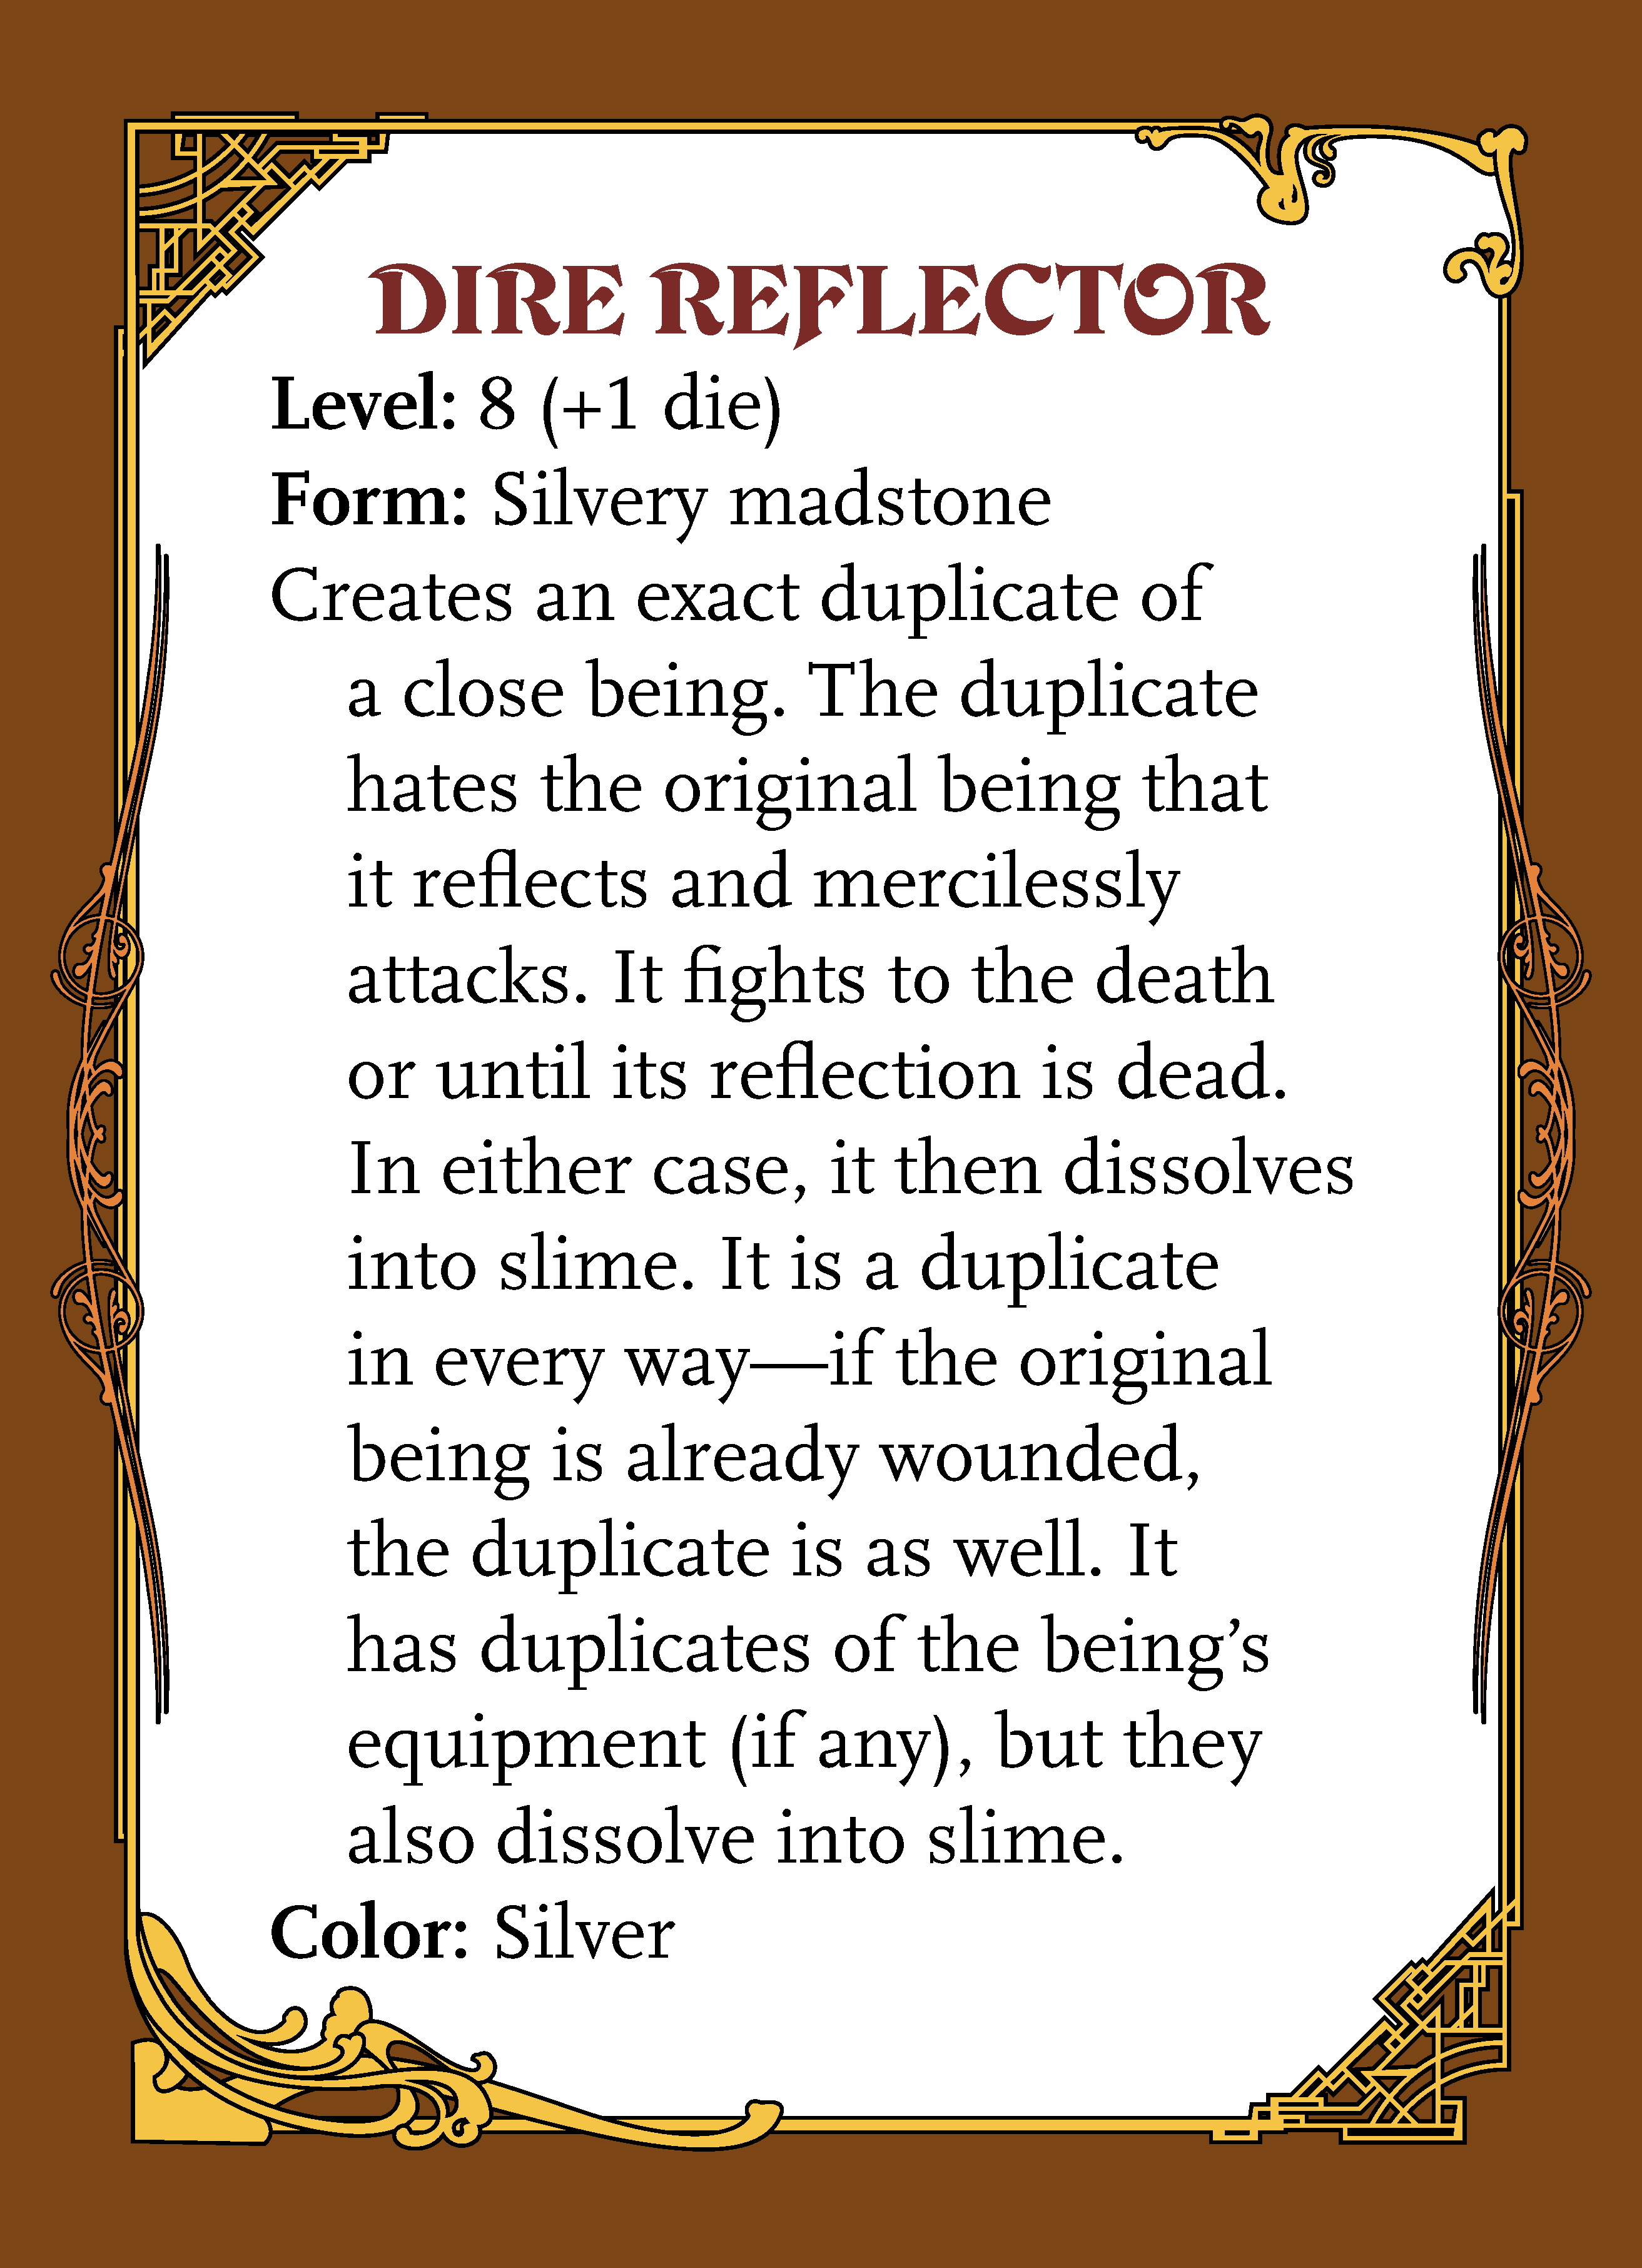 DIRE REFLECTOR
Level: 8 (+1 die)
Form: Silvery madstone
Creates an exact duplicate of
a close being. The duplicate
hates the original being that
it reflects and mercilessly
attacks. It fights to the death
or until its reflection is dead.
In either case, it then dissolves
into slime. It is a duplicate
in every way—if the original
being is already wounded,
the duplicate is as well. It
has duplicates of the being’s
equipment (if any), but they
also dissolve into slime.
Color: Silver